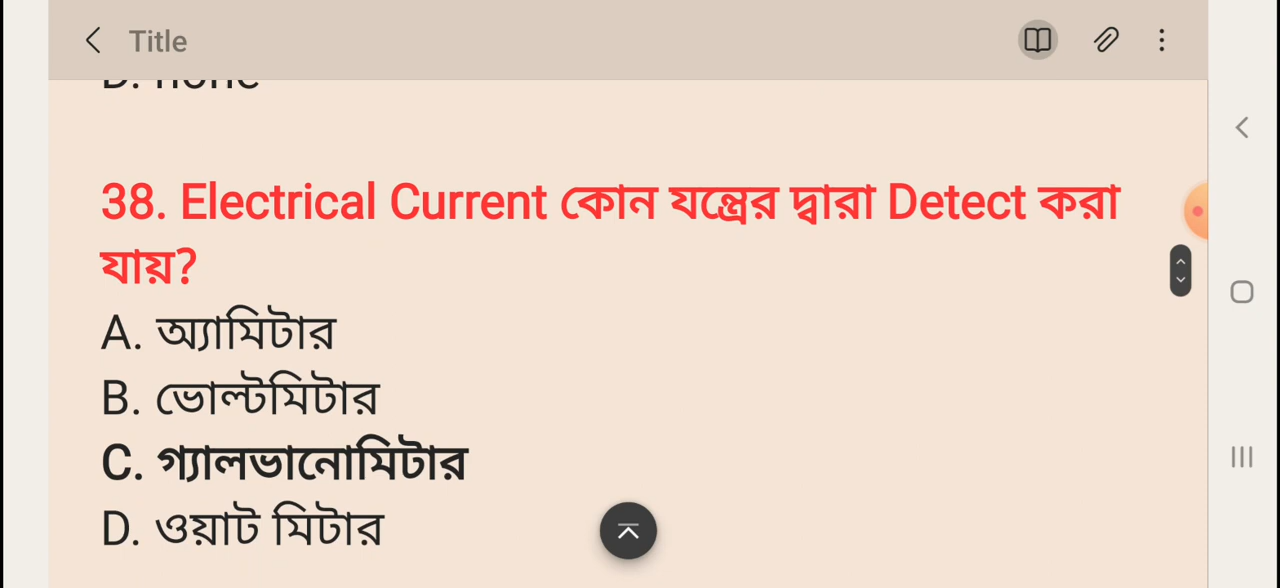 Title
38. Electrical Current কোন যন্ত্রের দ্বারা Detect করা
যায়?
A. অ্যামিটার
B. ভোল্টমিটার
C. গ্যালভানোমিটার
D. ওয়াট মিটার